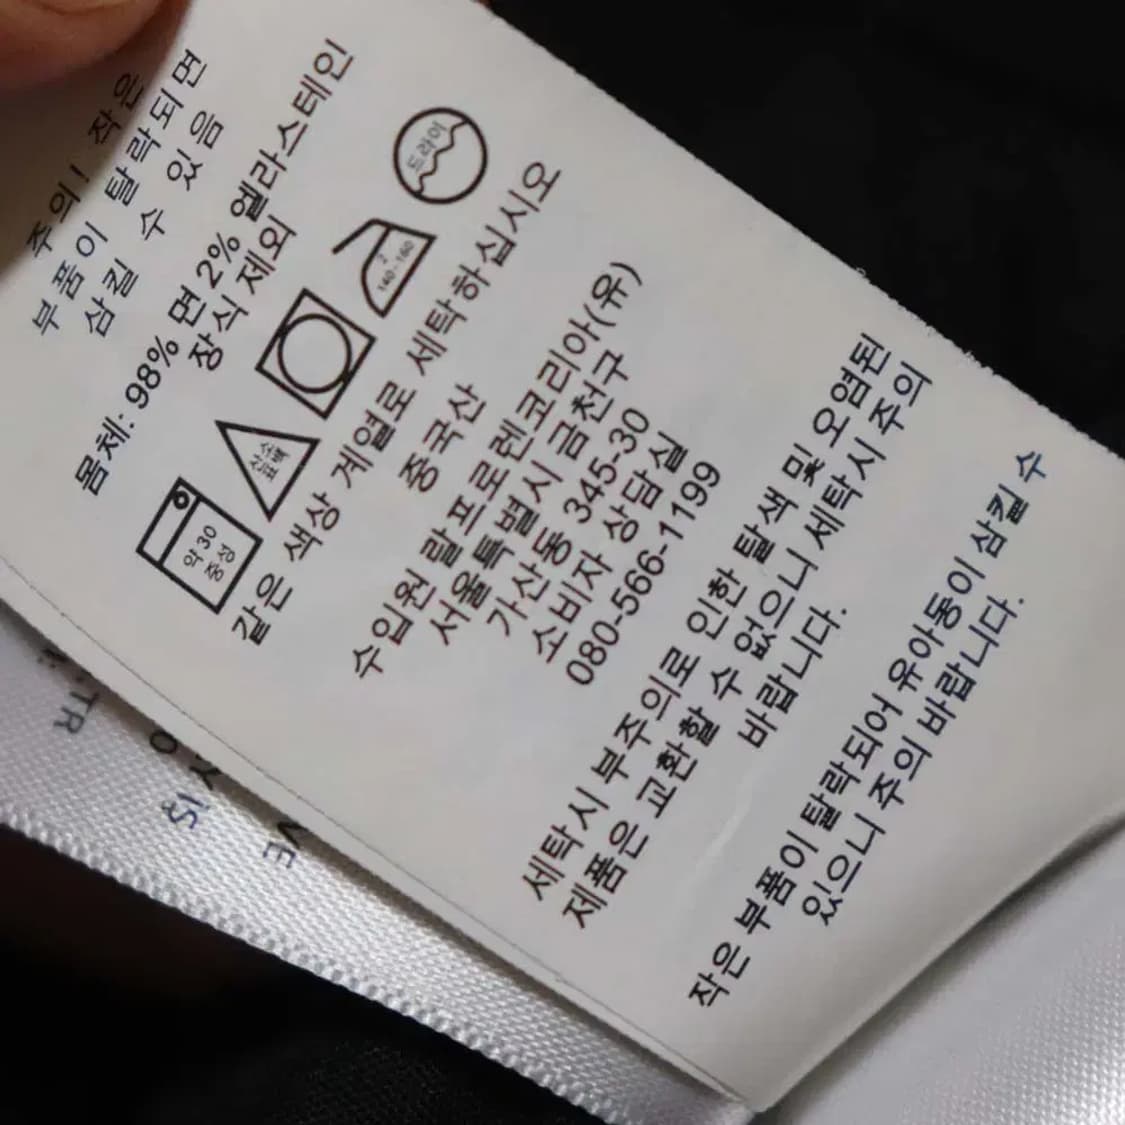 주의! 작은
부품이 탈락되면
삼킬 수 있음
몸체: 98% 면 2% 엘라스테인
장식 제외
약 30
중성
산소
표백
2
140~160
드라이
같은 색상 계열로 세탁하십시오
중국산
수입원 랄프로렌코리아(유)
서울특별시 금천구
가산동 345-30
소비자 상담실
080-566-1199
세탁시 부주의로 인한 탈색 및 오염된
제품은 교환할 수 없으니 세탁시 주의
바랍니다.
작은 부품이 탈락되어 유아동이 삼킬 수
있으니 주의 바랍니다.